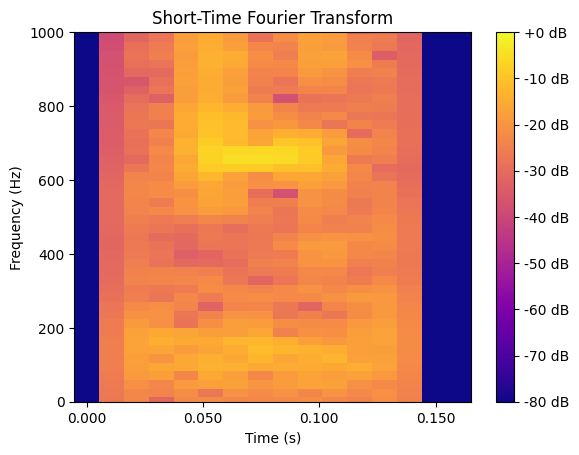 Short-Time Fourier Transform
Frequency (Hz)
1000
800
600
400
200
0
0.000
0.050
0.100
0.150
Time (s)
+0 dB
-10 dB
-20 dB
-30 dB
-40 dB
-50 dB
-60 dB
-70 dB
-80 dB